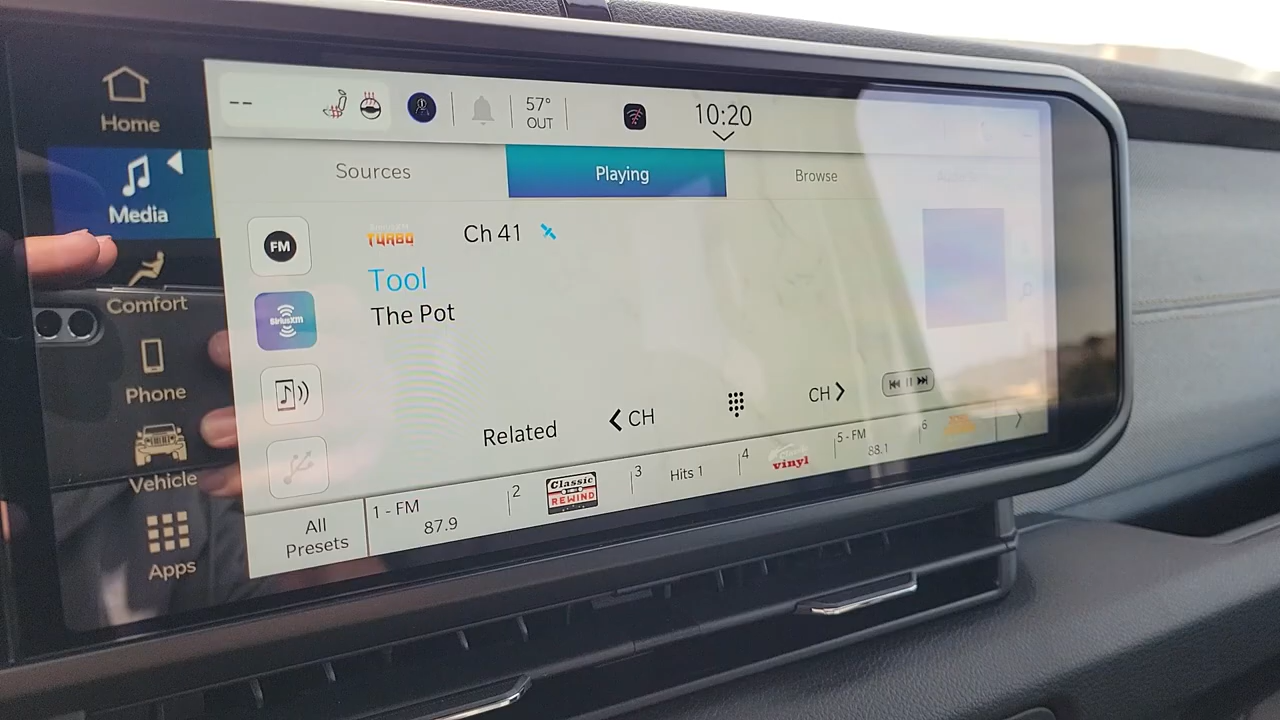 Home
Media
Comfort
Phone
Vehicle
Apps
--
57°
OUT
10:20
Sources
Playing
Browse
FM
SiriusXM
TURBO
Ch 41
Tool
The Pot
Related
CH
CH
All
Presets
1 - FM
87.9
2
Classic
REWIND
3
Hits 1
4
vinyl
5 - FM
88.1
6